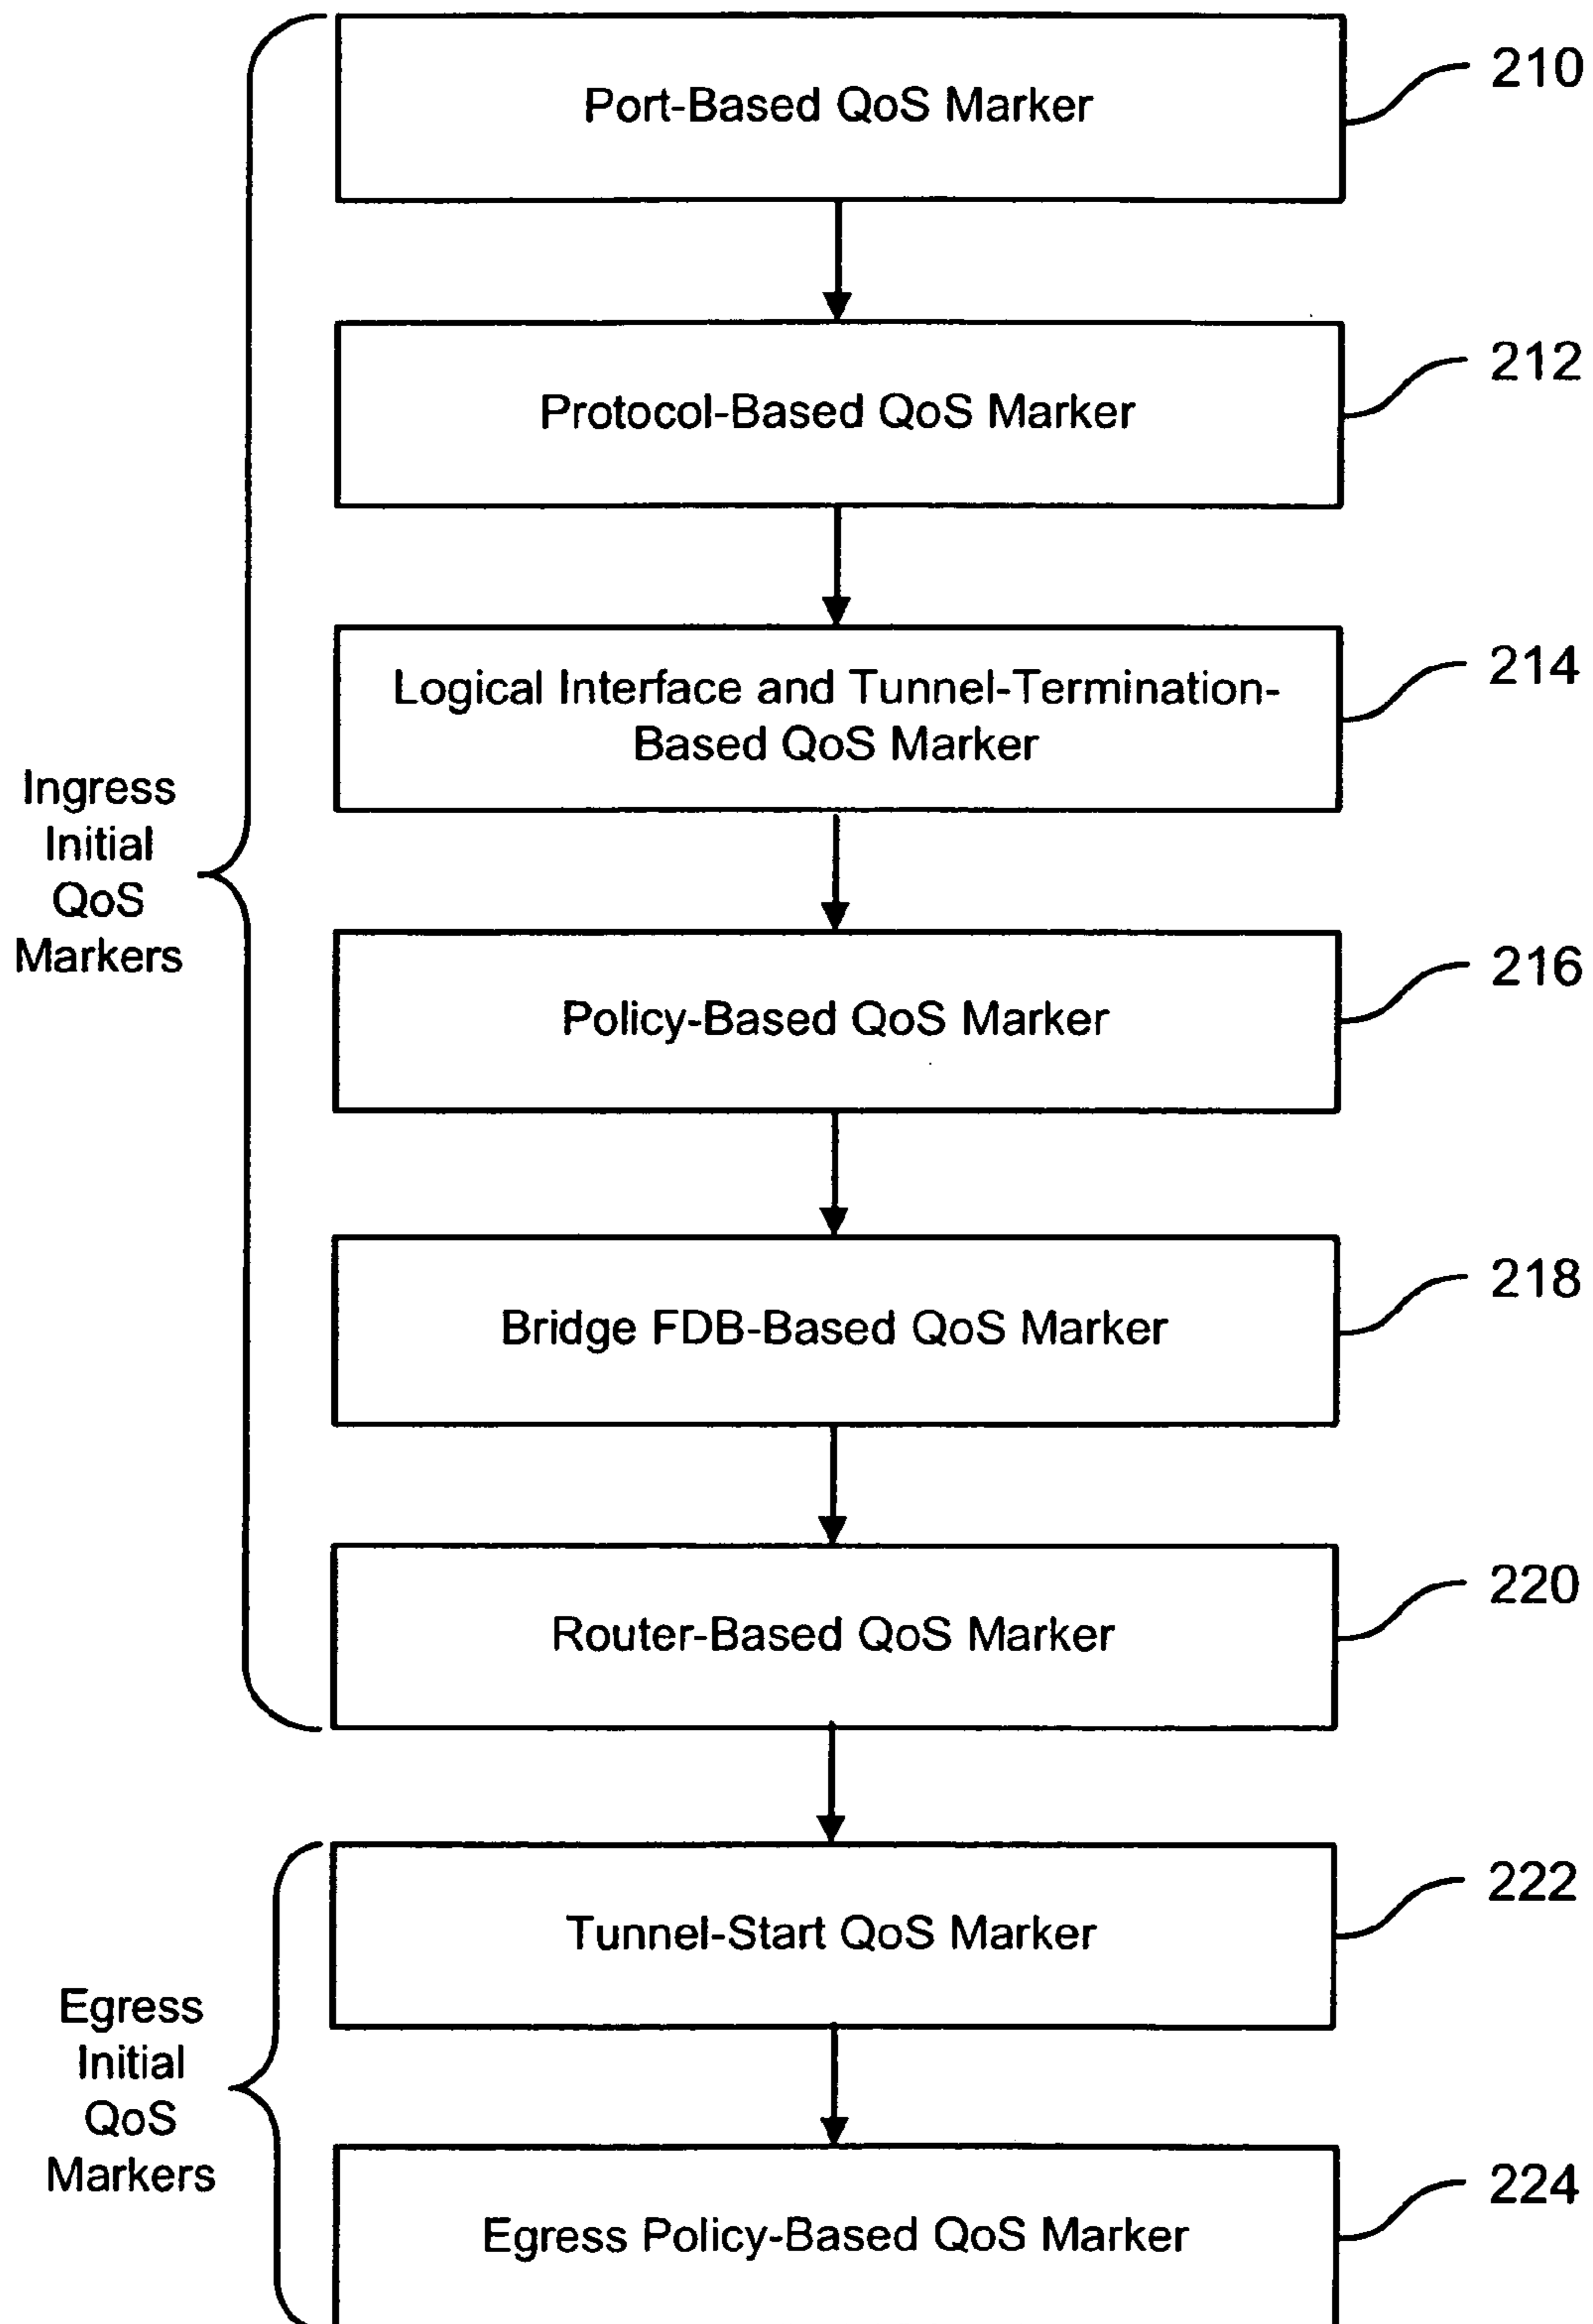 Port-Based QoS Marker
210
Protocol-Based QoS Marker
212
Logical Interface and Tunnel-Termination-
Based QoS Marker
214
Ingress
Initial
QoS
Markers
Policy-Based QoS Marker
216
Bridge FDB-Based QoS Marker
218
Router-Based QoS Marker
220
Tunnel-Start QoS Marker
222
Egress
Initial
QoS
Markers
Egress Policy-Based QoS Marker
224